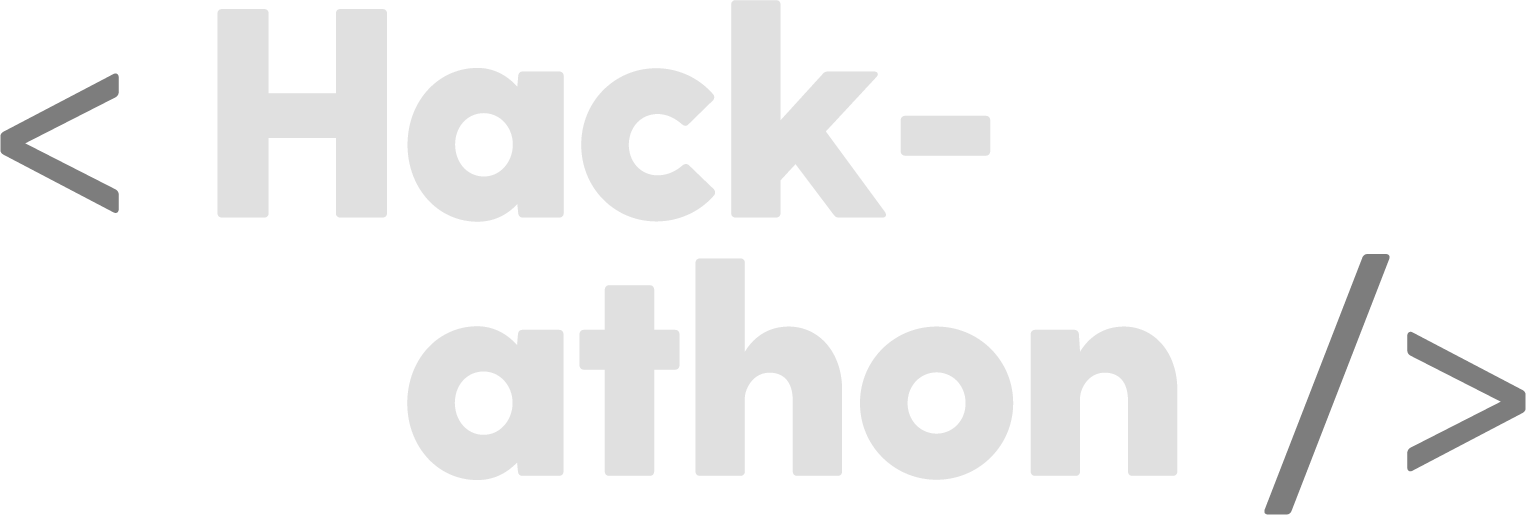 < Hack-
athon />